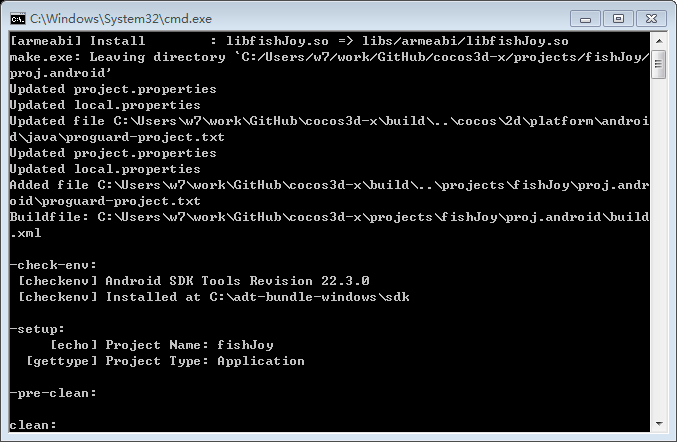 C:\Windows\System32\cmd.exe
[armeabi] Install        : libfishJoy.so => libs/armeabi/libfishJoy.so
make.exe: Leaving directory `C:/Users/w7/work/GitHub/cocos3d-x/projects/fishJoy/
proj.android'
Updated project.properties
Updated local.properties
Updated file C:\Users\w7\work\GitHub\cocos3d-x\build\..\cocos\2d\platform\androi
d\java\proguard-project.txt
Updated project.properties
Updated local.properties
Added file C:\Users\w7\work\GitHub\cocos3d-x\build\..\projects\fishJoy\proj.andr
oid\proguard-project.txt
Buildfile: C:\Users\w7\work\GitHub\cocos3d-x\projects\fishJoy\proj.android\build
.xml
-check-env:
 [checkenv] Android SDK Tools Revision 22.3.0
 [checkenv] Installed at C:\adt-bundle-windows\sdk
-setup:
     [echo] Project Name: fishJoy
  [gettype] Project Type: Application
-pre-clean:
clean: